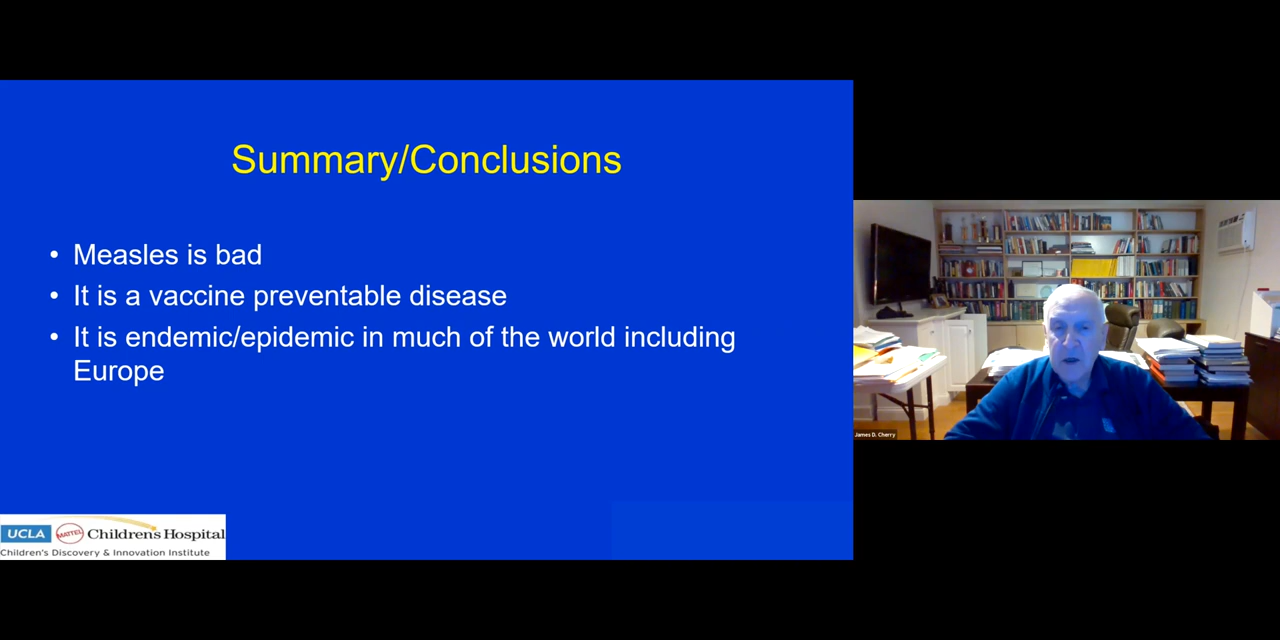 Summary/Conclusions
• Measles is bad
• It is a vaccine preventable disease
• It is endemic/epidemic in much of the world including
Europe
UCLA MATTEL Children's Hospital
Children's Discovery & Innovation Institute
James D. Cherry